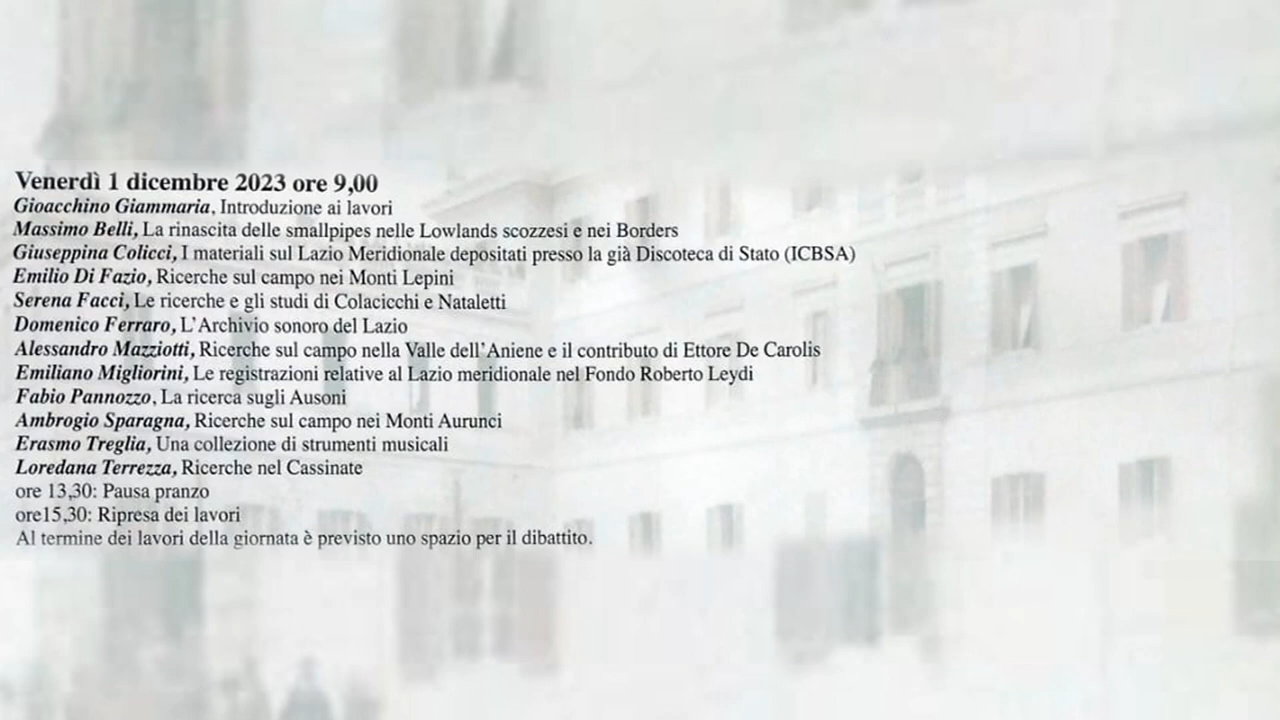 Venerdì 1 dicembre 2023 ore 9,00
Gioacchino Giammaria, Introduzione ai lavori
Massimo Belli, La rinascita delle smallpipes nelle Lowlands scozzesi e nei Borders
Giuseppina Colicci, I materiali sul Lazio Meridionale depositati presso la già Discoteca di Stato (ICBSA)
Emilio Di Fazio, Ricerche sul campo nei Monti Lepini
Serena Facci, Le ricerche e gli studi di Colacicchi e Nataletti
Domenico Ferraro, L'Archivio sonoro del Lazio
Alessandro Mazziotti, Ricerche sul campo nella Valle dell'Aniene e il contributo di Ettore De Carolis
Emiliano Migliorini, Le registrazioni relative al Lazio meridionale nel Fondo Roberto Leydi
Fabio Pannozzo, La ricerca sugli Ausoni
Ambrogio Sparagna, Ricerche sul campo nei Monti Aurunci
Erasmo Treglia, Una collezione di strumenti musicali
Loredana Terrezza, Ricerche nel Cassinate
ore 13,30: Pausa pranzo
ore15,30: Ripresa dei lavori
Al termine dei lavori della giornata è previsto uno spazio per il dibattito.